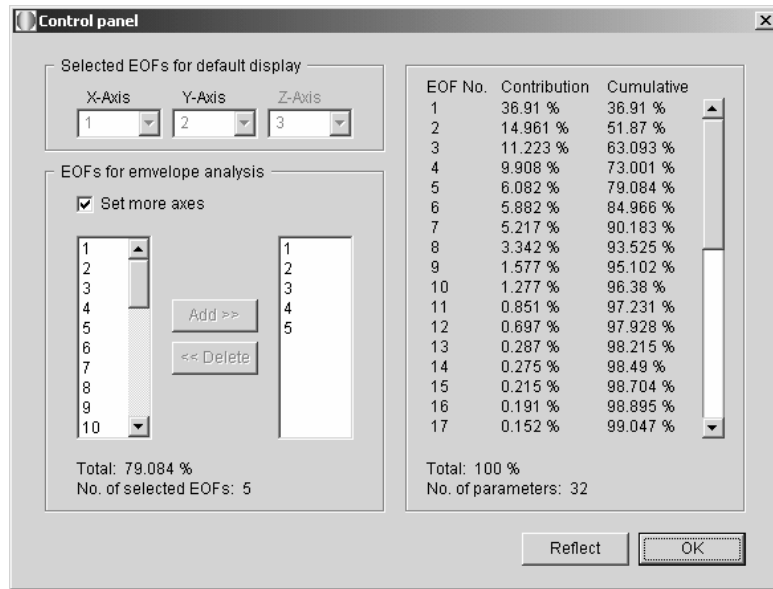 Control panel
Selected EOFs for default display
X-Axis Y-Axis Z-Axis
1 2 3
EOFs for emvelope analysis
Set more axes
1
2
3
4
5
6
7
8
9
10
Add >>
<< Delete
1
2
3
4
5
Total: 79.084 %
No. of selected EOFs: 5
EOF No. Contribution Cumulative
1 36.91 % 36.91 %
2 14.961 % 51.87 %
3 11.223 % 63.093 %
4 9.908 % 73.001 %
5 6.082 % 79.084 %
6 5.882 % 84.966 %
7 5.217 % 90.183 %
8 3.342 % 93.525 %
9 1.577 % 95.102 %
10 1.277 % 96.38 %
11 0.851 % 97.231 %
12 0.697 % 97.928 %
13 0.287 % 98.215 %
14 0.275 % 98.49 %
15 0.215 % 98.704 %
16 0.191 % 98.895 %
17 0.152 % 99.047 %
Total: 100 %
No. of parameters: 32
Reflect
OK